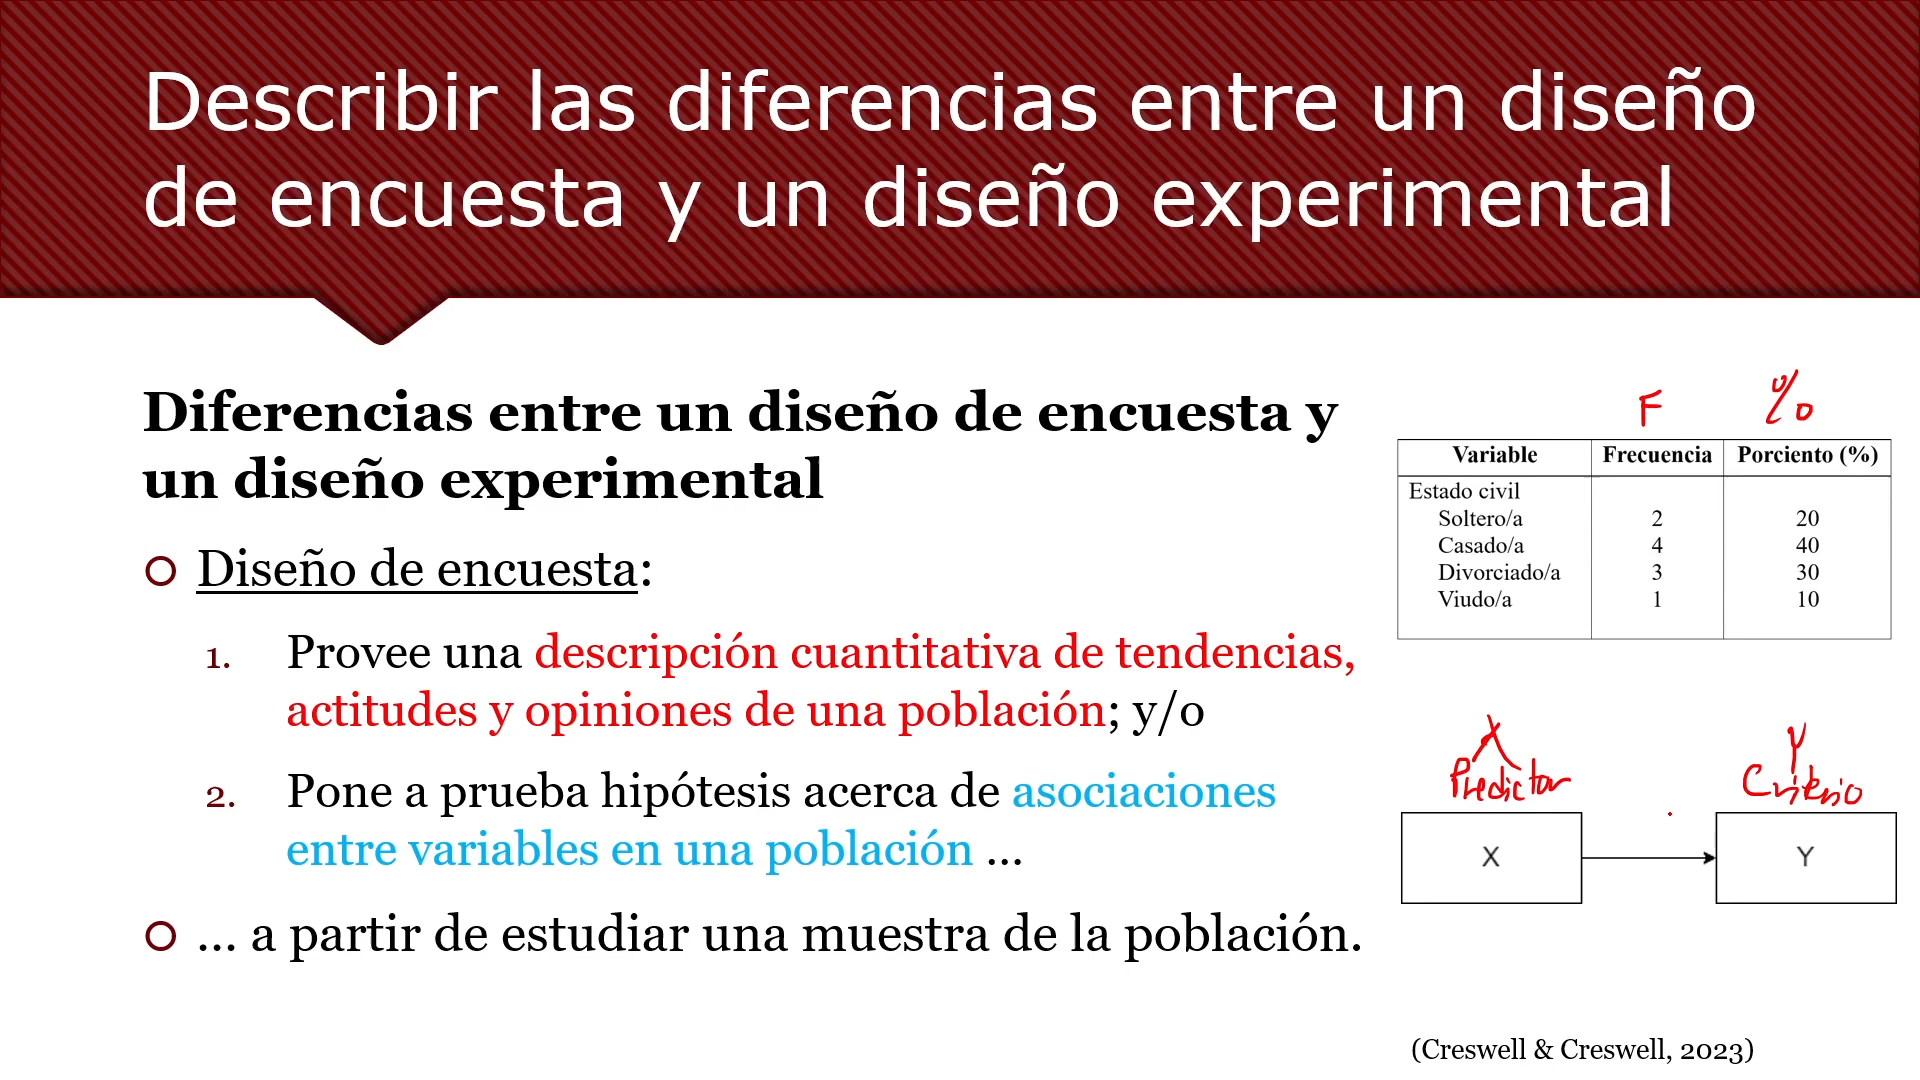 Describir las diferencias entre un diseño
de encuesta y un diseño experimental
Diferencias entre un diseño de encuesta y
un diseño experimental
Diseño de encuesta:
1. Provee una descripción cuantitativa de tendencias,
actitudes y opiniones de una población; y/o
2. Pone a prueba hipótesis acerca de asociaciones
entre variables en una población ...
... a partir de estudiar una muestra de la población.
F %
Variable Frecuencia Porciento (%)
Estado civil
Soltero/a 2 20
Casado/a 4 40
Divorciado/a 3 30
Viudo/a 1 10
X Y
Predictor Criterio
X Y
(Creswell & Creswell, 2023)